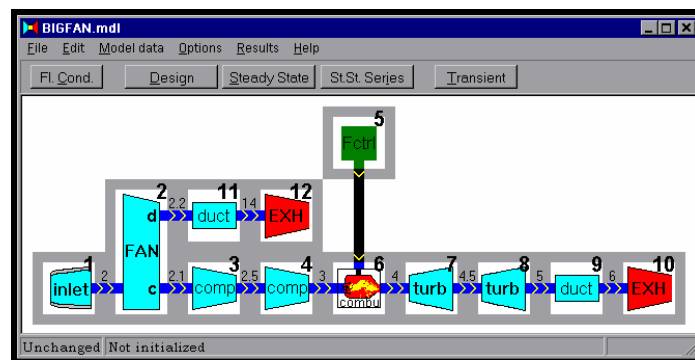 BIGFAN.mdl
File Edit Model data Options Results Help
Fl. Cond. Design Steady State St.St. Series Transient
5
Fctrl
2 11 12
2.2 14
d duct EXH
FAN
1 3 4 6 7 8 9 10
2 2.1 2.5 3 4 4.5 5 6
inlet c comp comp turb turb duct EXH
combu
Unchanged Not initialized